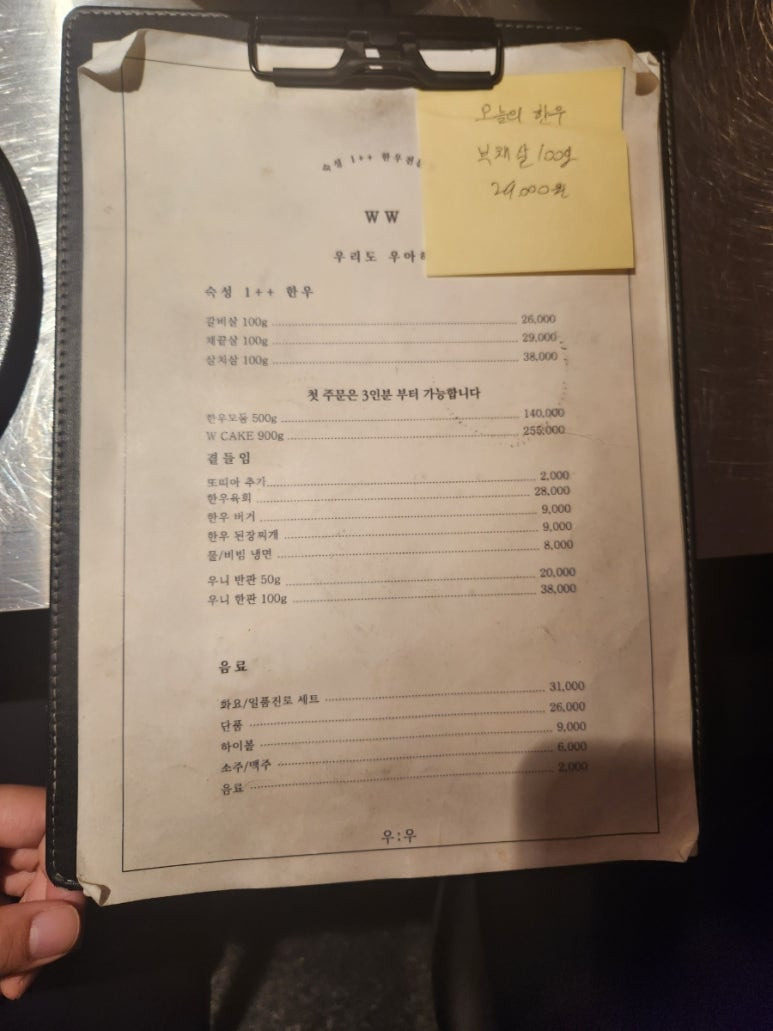 오늘의 한우
부채살 100g
29,000원
숙성 1++ 한우전문
WW
우리도 우아하
숙성 1++ 한우
갈비살 100g 26,000
채끝살 100g 29,000
살치살 100g 38,000
첫 주문은 3인분 부터 가능합니다
한우모듬 500g 140,000
W CAKE 900g 255,000
곁들임
또띠아 추가 2,000
한우육회 28,000
한우 버거 9,000
한우 된장찌개 9,000
물/비빔 냉면 8,000
우니 반판 50g 20,000
우니 한판 100g 38,000
음료
화요/일품진로 세트 31,000
단품 26,000
하이볼 9,000
소주/맥주 6,000
음료 2,000
우:우